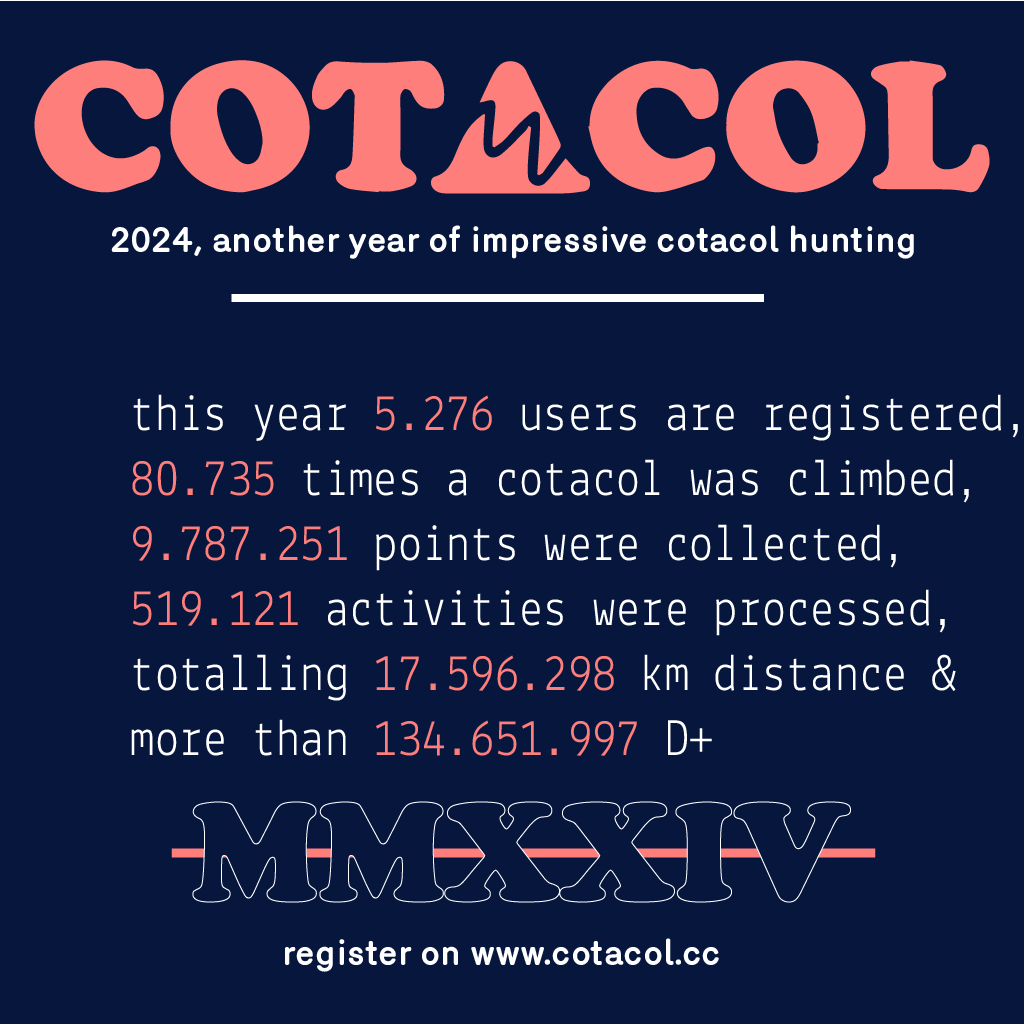 COTACOL
2024, another year of impressive cotacol hunting
this year 5.276 users are registered,
80.735 times a cotacol was climbed,
9.787.251 points were collected,
519.121 activities were processed,
totalling 17.596.298 km distance &
more than 134.651.997 D+
MMXXIV
register on www.cotacol.cc